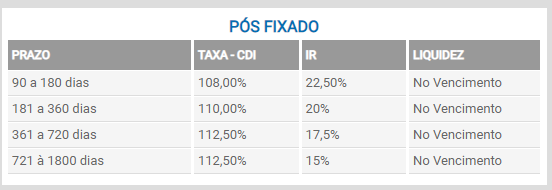 PÓS FIXADO
PRAZO TAXA - CDI IR LIQUIDEZ
90 a 180 dias 108,00% 22,50% No Vencimento
181 a 360 dias 110,00% 20% No Vencimento
361 a 720 dias 112,50% 17,5% No Vencimento
721 à 1800 dias 112,50% 15% No Vencimento